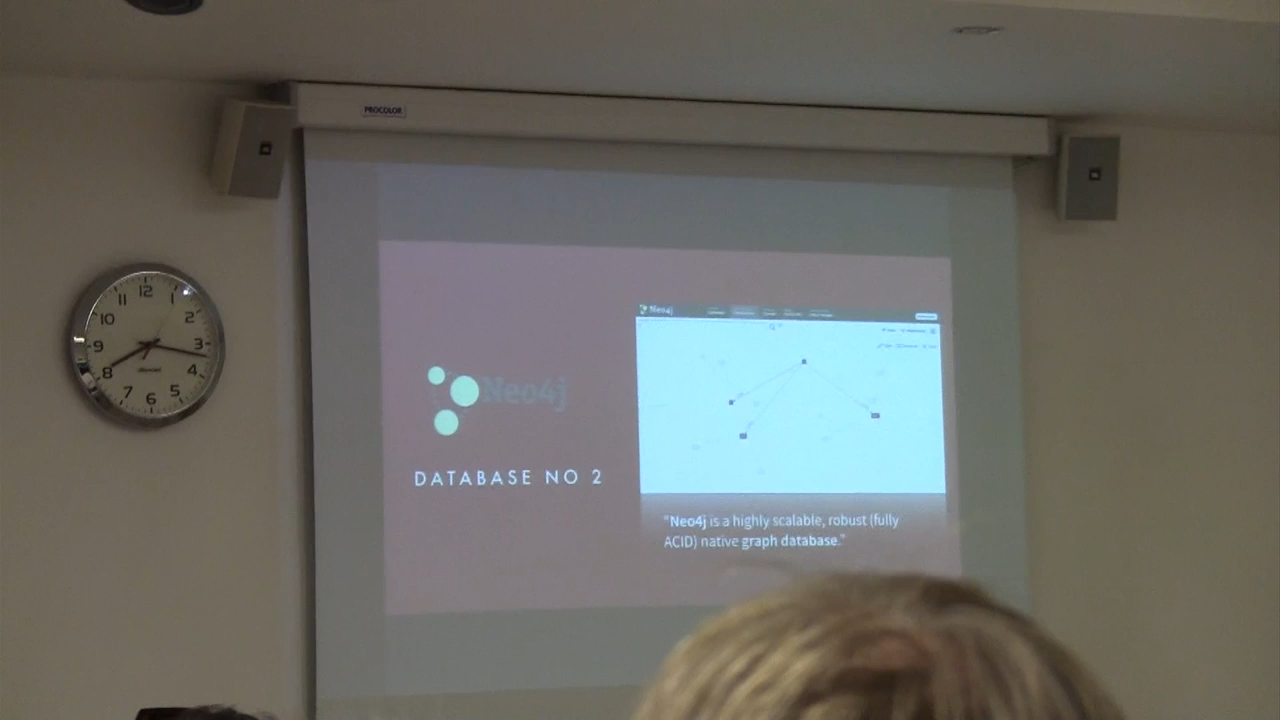 PROCOLOR
12
11
1
10
2
9
3
8
4
7
5
6
Neo4j
Neo4j
DATABASE NO 2
"Neo4j is a highly scalable, robust (fully
ACID) native graph database."